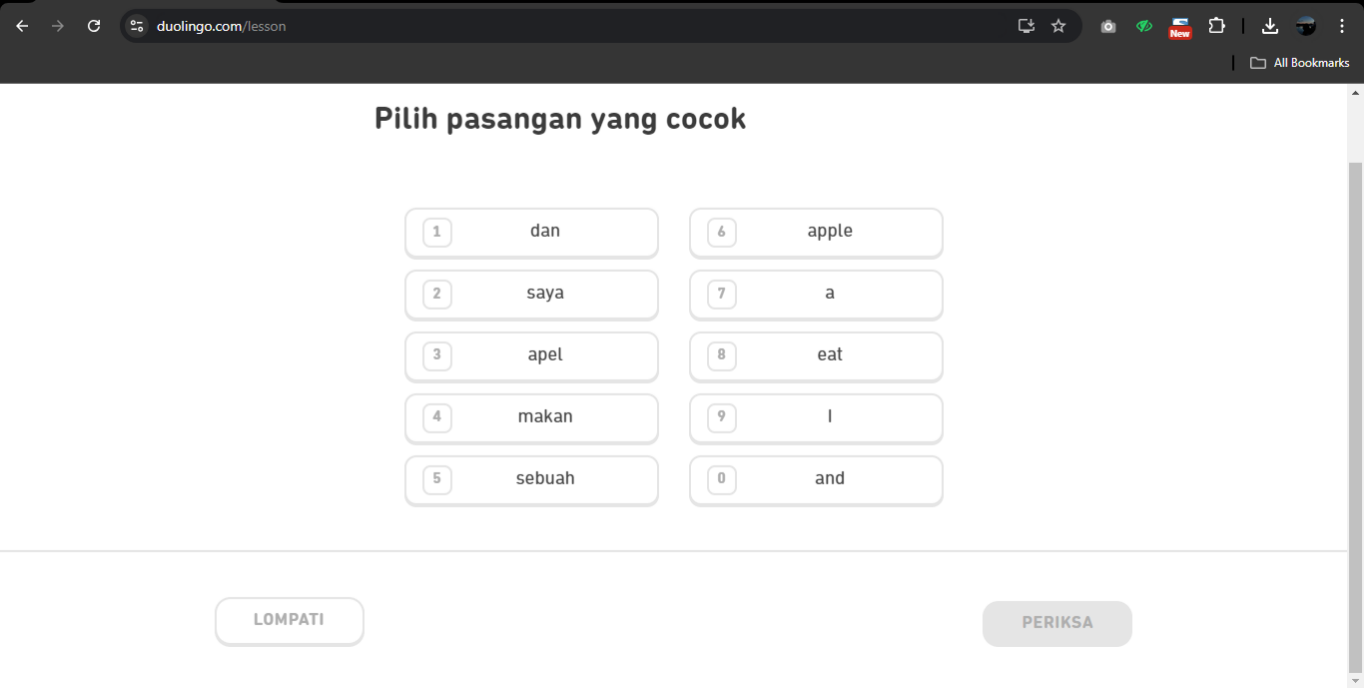 duolingo.com/lesson
New
All Bookmarks
Pilih pasangan yang cocok
1 dan
6 apple
2 saya
7 a
3 apel
8 eat
4 makan
9 I
5 sebuah
0 and
LOMPATI
PERIKSA